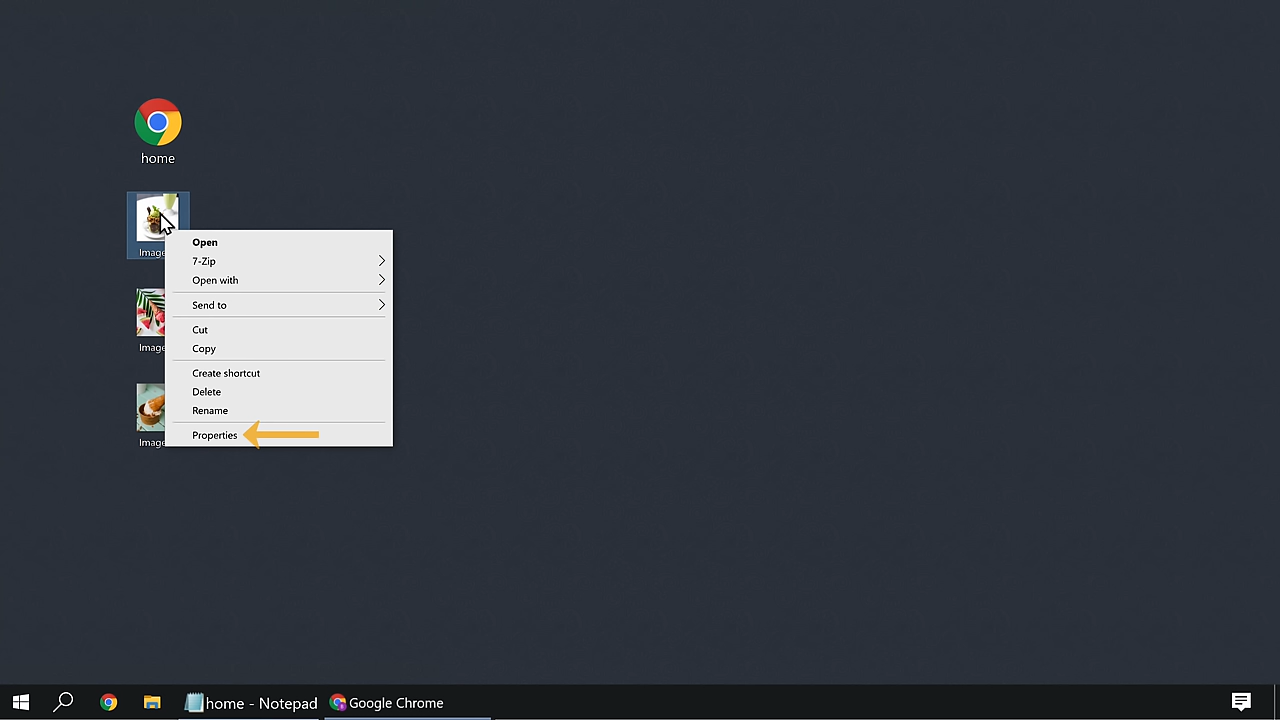 home
Image
Open
7-Zip
Open with
Send to
Cut
Copy
Create shortcut
Delete
Rename
Properties
Image
Image
home - Notepad
Google Chrome